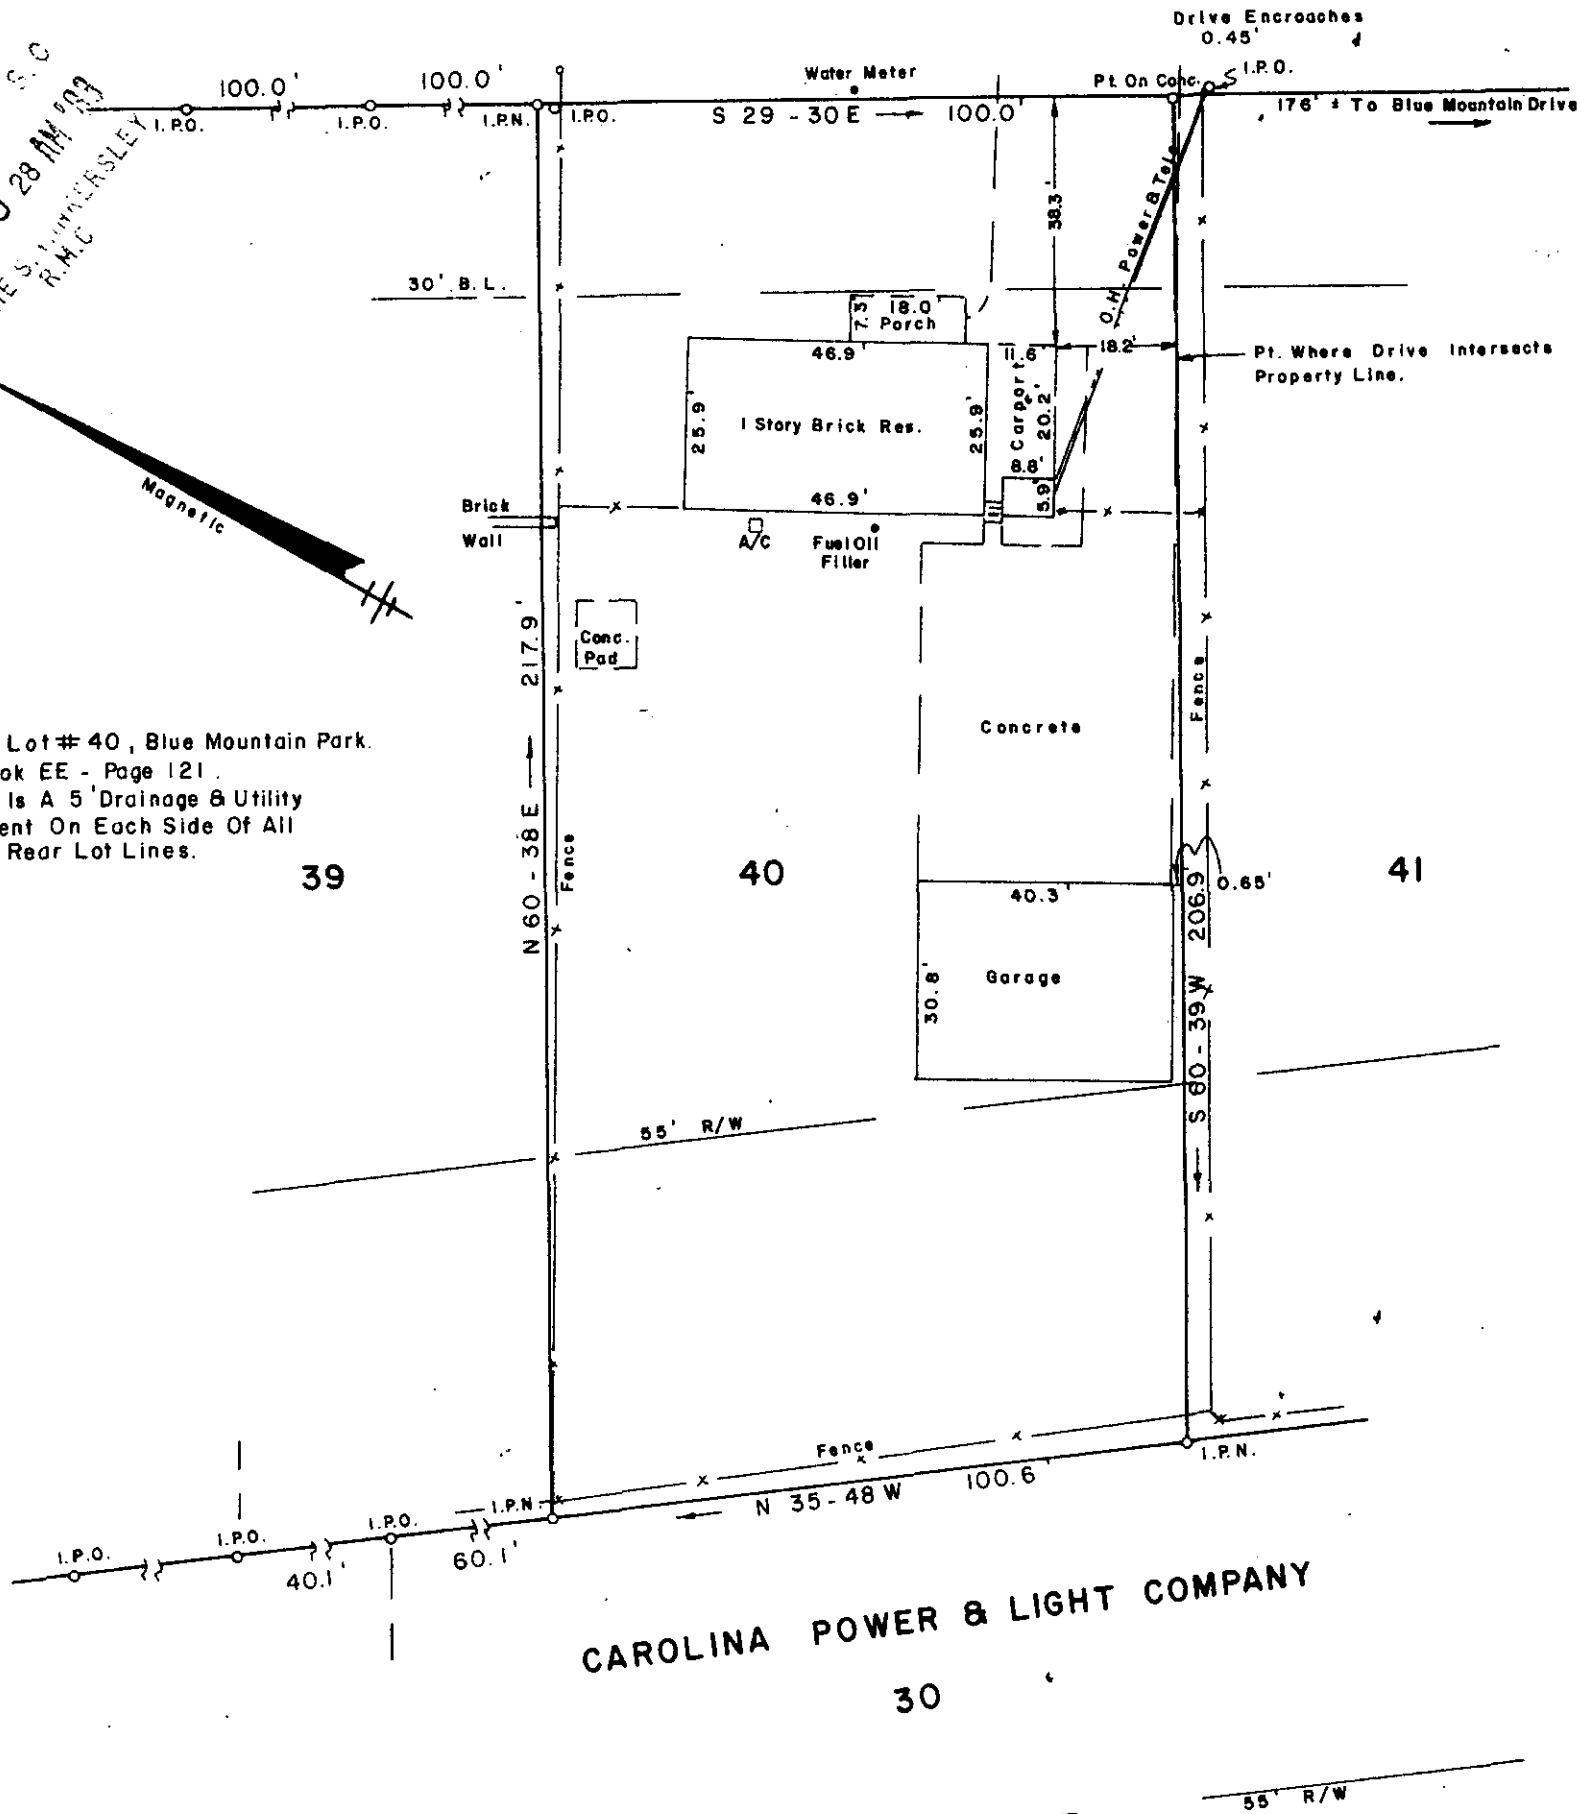 Drive Encroaches
0.45'
S.C
28 AM '83
R.M.C
100.0'
100.0'
Water Meter
Pt. On Conc.
I.P.O.
I.P.O.
I.P.O.
I.P.N.
I.P.O.
S 29 - 30 E
100.0'
176' ± To Blue Mountain Drive
38.3'
O.H. Power & Tele.
30' B.L.
7.3'
18.0'
Porch
46.9'
11.6'
18.2'
Pt. Where Drive Intersects
Property Line.
25.9'
1 Story Brick Res.
25.9'
Carport
20.2'
8.8'
5.9'
46.9'
Magnetic
Brick
Wall
A/C
Fuel Oil
Filler
Conc.
Pad
217.9'
N 60 - 38 E
Fence
Fence
Concrete
Lot # 40, Blue Mountain Park.
ok EE - Page 121.
Is A 5' Drainage & Utility
ent On Each Side Of All
Rear Lot Lines.
39
40
41
0.65'
40.3'
206.9
S 60 - 39 W
30.8'
Garage
55' R/W
Fence
I.P.N.
I.P.N.
N 35 - 48 W
100.6'
I.P.O.
I.P.O.
I.P.O.
40.1'
60.1'
CAROLINA POWER & LIGHT COMPANY
30
55' R/W